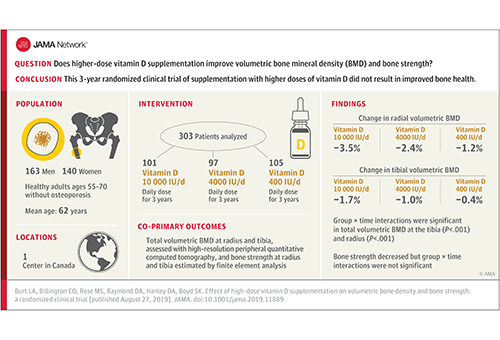 JAMA Network™
QUESTION Does higher-dose vitamin D supplementation improve volumetric bone mineral density (BMD) and bone strength?
CONCLUSION This 3-year randomized clinical trial of supplementation with higher doses of vitamin D did not result in improved bone health.
POPULATION
163 Men 140 Women
Healthy adults ages 55-70
without osteoporosis
Mean age: 62 years
LOCATIONS
1
Center in Canada
INTERVENTION
303 Patients analyzed
D
101 97 105
Vitamin D Vitamin D Vitamin D
10 000 IU/d 4000 IU/d 400 IU/d
Daily dose Daily dose Daily dose
for 3 years for 3 years for 3 years
CO-PRIMARY OUTCOMES
Total volumetric BMD at radius and tibia,
assessed with high-resolution peripheral quantitative
computed tomography, and bone strength at radius
and tibia estimated by finite element analysis
FINDINGS
Change in radial volumetric BMD
Vitamin D Vitamin D Vitamin D
10 000 IU/d 4000 IU/d 400 IU/d
−3.5% −2.4% −1.2%
Change in tibial volumetric BMD
Vitamin D Vitamin D Vitamin D
10 000 IU/d 4000 IU/d 400 IU/d
−1.7% −1.0% −0.4%
Group × time interactions were significant
in total volumetric BMD at the tibia (P<.001)
and radius (P<.001)
Bone strength decreased but group × time
interactions were not significant
© AMA
Burt LA, Billington EO, Rose MS, Raymond DA, Hanley DA, Boyd SK. Effect of high-dose vitamin D supplementation on volumetric bone density and bone strength:
a randomized clinical trial [published August 27, 2019]. JAMA. doi:10.1001/jama.2019.11889